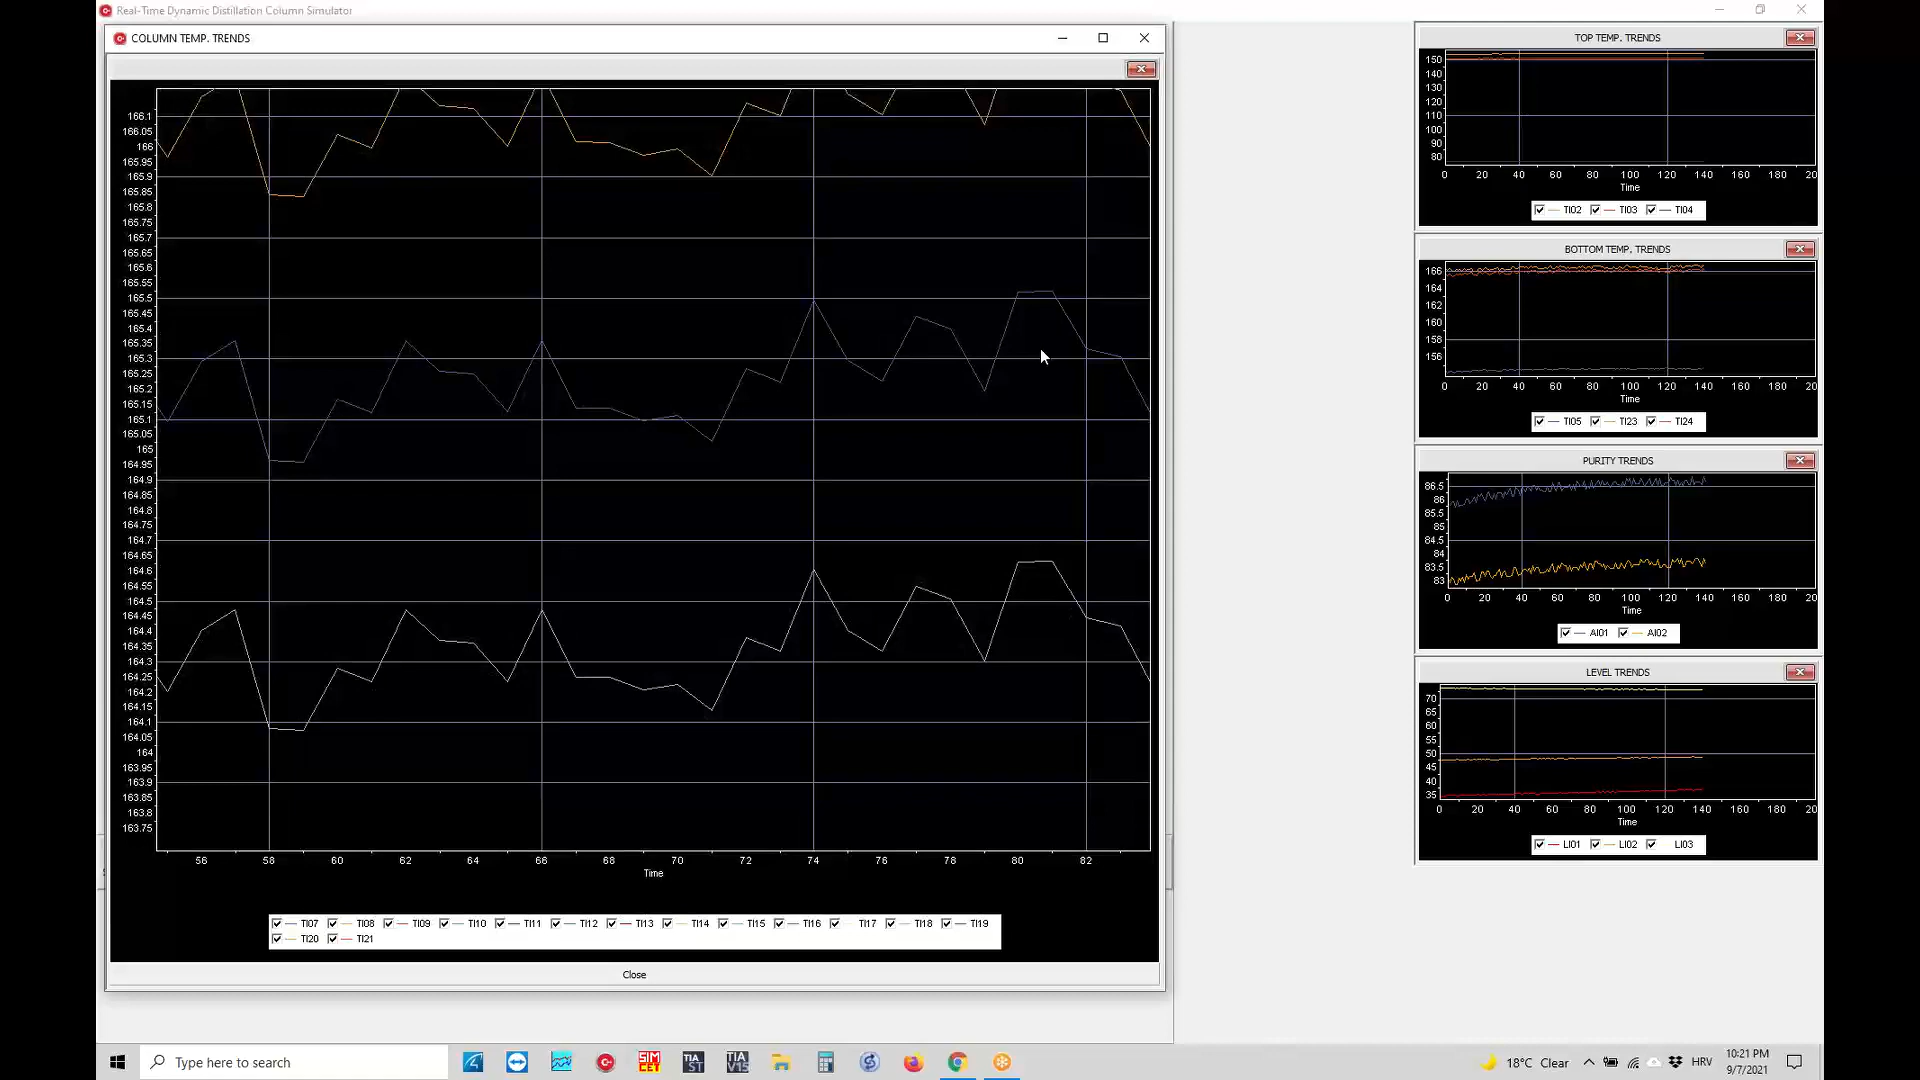 Real-Time Dynamic Distillation Column Simulator
COLUMN TEMP. TRENDS
166.1
166.05
166
165.95
165.9
165.85
165.8
165.75
165.7
165.65
165.6
165.55
165.5
165.45
165.4
165.35
165.3
165.25
165.2
165.15
165.1
165.05
165
164.95
164.9
164.85
164.8
164.75
164.7
164.65
164.6
164.55
164.5
164.45
164.4
164.35
164.3
164.25
164.2
164.15
164.1
164.05
164
163.95
163.9
163.85
163.8
163.75
56 58 60 62 64 66 68 70 72 74 76 78 80 82
Time
TI07 TI08 TI09 TI10 TI11 TI12 TI13 TI14 TI15 TI16 TI17 TI18 TI19
TI20 TI21
Close
TOP TEMP. TRENDS
150
140
130
120
110
100
90
80
0 20 40 60 80 100 120 140 160 180 20
Time
TI02 TI03 TI04
BOTTOM TEMP. TRENDS
166
164
162
160
158
156
0 20 40 60 80 100 120 140 160 180 20
Time
TI05 TI23 TI24
PURITY TRENDS
86.5
86
85.5
85
84.5
84
83.5
83
0 20 40 60 80 100 120 140 160 180 20
Time
AI01 AI02
LEVEL TRENDS
70
65
60
55
50
45
40
35
0 20 40 60 80 100 120 140 160 180 20
Time
LI01 LI02 LI03
Type here to search
SIM
CET
TIA
ST
TIA
V15
18°C Clear
HRV
10:21 PM
9/7/2021